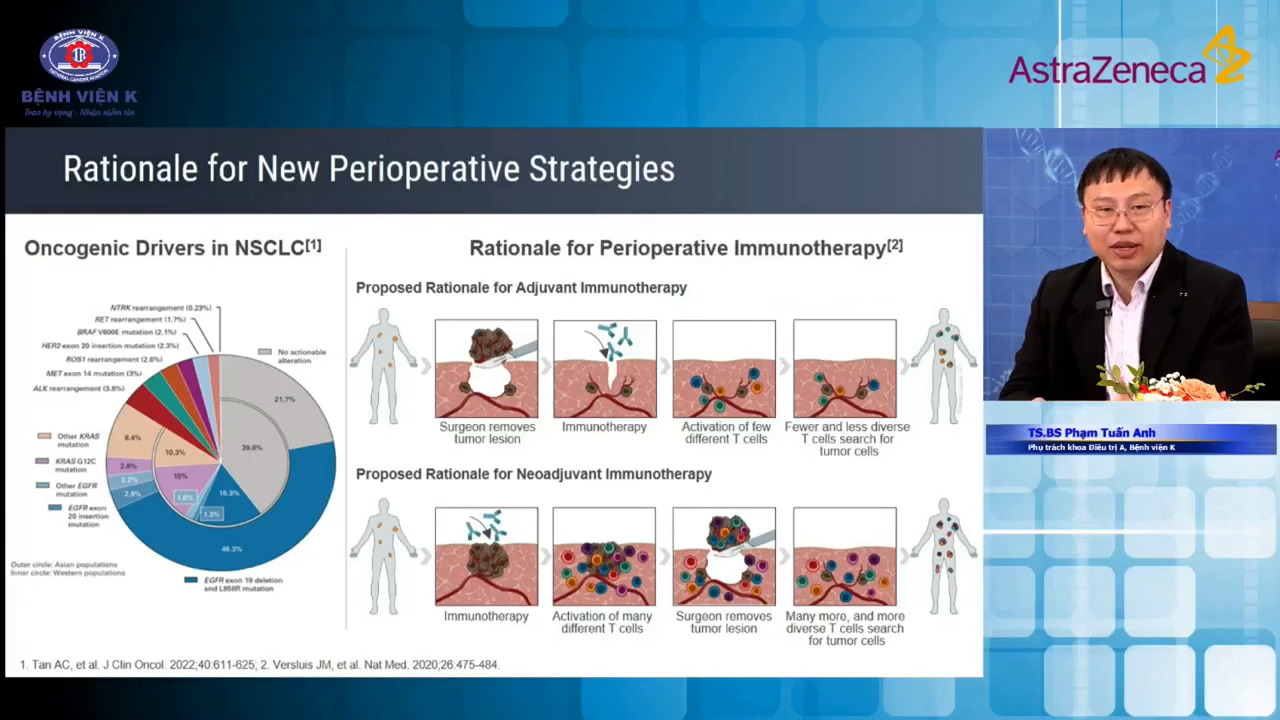 BỆNH VIỆN K
NATIONAL CANCER HOSPITAL
BỆNH VIỆN K
Trao hy vọng - Nhận niềm tin
AstraZeneca
Rationale for New Perioperative Strategies
Oncogenic Drivers in NSCLC[1]
NTRK rearrangement (0.23%)
RET rearrangement (1.7%)
BRAF V600E mutation (2.1%)
HER2 exon 20 insertion mutation (2.3%)
ROS1 rearrangement (2.6%)
MET exon 14 mutation (3%)
ALK rearrangement (3.8%)
No actionable
alteration
21.7%
39.8%
Other KRAS
mutation
8.4%
10.3%
KRAS G12C
mutation
2.8%
15%
Other EGFR
mutation
2.2%
1.6%
EGFR exon
20 insertion
mutation
2.9%
1.3%
16.3%
46.3%
Outer circle: Asian populations
Inner circle: Western populations
EGFR exon 19 deletion
and L858R mutation
Rationale for Perioperative Immunotherapy[2]
Proposed Rationale for Adjuvant Immunotherapy
Surgeon removes
tumor lesion
Immunotherapy
Activation of few
different T cells
Fewer and less diverse
T cells search for
tumor cells
Proposed Rationale for Neoadjuvant Immunotherapy
Immunotherapy
Activation of many
different T cells
Surgeon removes
tumor lesion
Many more, and more
diverse T cells search
for tumor cells
1. Tan AC, et al. J Clin Oncol. 2022;40:611-625; 2. Versluis JM, et al. Nat Med. 2020;26:475-484.
TS.BS Phạm Tuấn Anh
Phụ trách khoa Điều trị A, Bệnh viện K